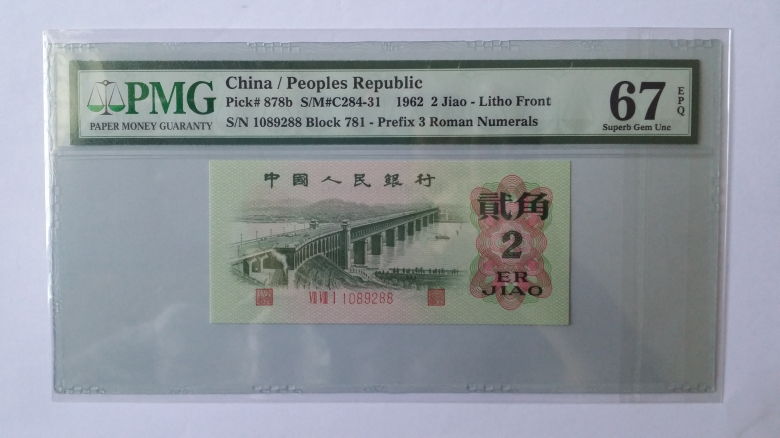 PMG
PAPER MONEY GUARANTY
China / Peoples Republic
Pick# 878b S/M#C284-31 1962 2 Jiao - Litho Front
S/N 1089288 Block 781 - Prefix 3 Roman Numerals
67
EPQ
Superb Gem Unc
中國人民銀行
貳角
2
ER
JIAO
VII VIII I 1089288